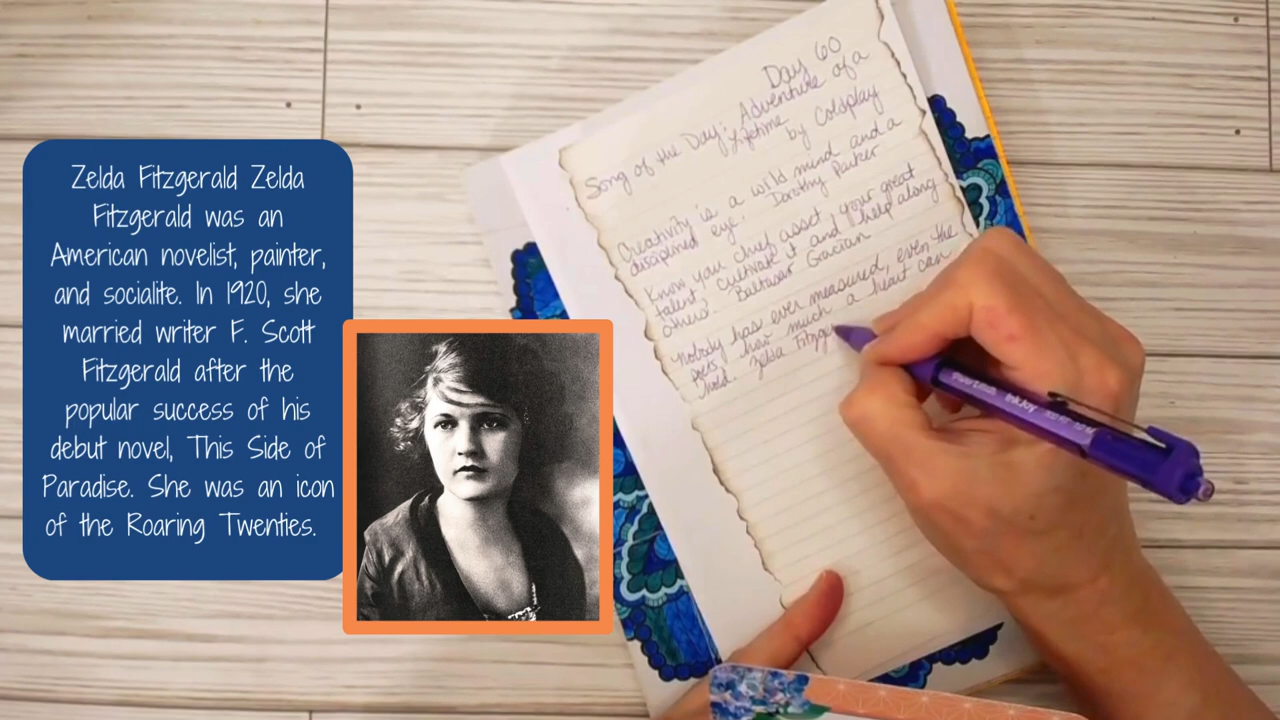 Zelda Fitzgerald Zelda
Fitzgerald was an
American novelist, painter,
and socialite. In 1920, she
married writer F. Scott
Fitzgerald after the
popular success of his
debut novel, This Side of
Paradise. She was an icon
of the Roaring Twenties.
Day 60
Song of the Day: Adventure of a
Lifetime by Coldplay
Creativity is a wild mind and a
disciplined eye. Dorothy Parker
Know you chief asset, your great
talent. Cultivate it and help along
others. Baltasar Gracian
Nobody has ever measured, even the
poets, how much a heart can
hold. Zelda Fitzger
InkJoy